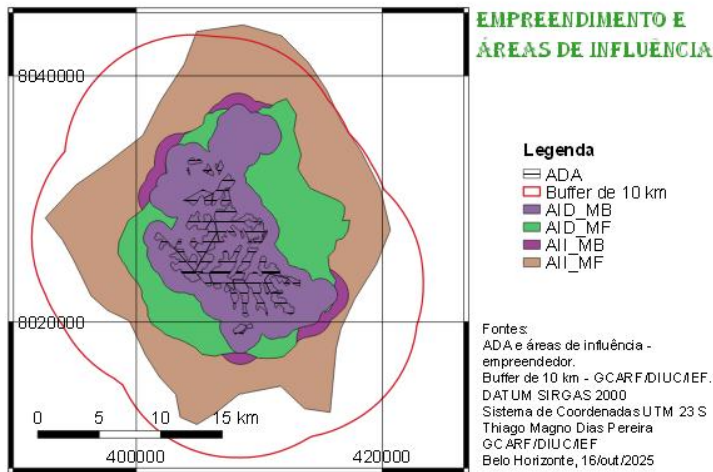 EMPREENDIMENTO E
ÁREAS DE INFLUÊNCIA
8040000
8020000
0 5 10 15 km
400000 420000
Legenda
ADA
Buffer de 10 km
AID_MB
AID_MF
AII_MB
AII_MF
Fontes:
ADA e áreas de influência -
empreendedor.
Buffer de 10 km - GCARF/DIUC/IEF.
DATUM SIRGAS 2000
Sistema de Coordenadas UTM 23 S
Thiago Magno Dias Pereira
GCARF/DIUC/IEF
Belo Horizonte, 16/out/2025